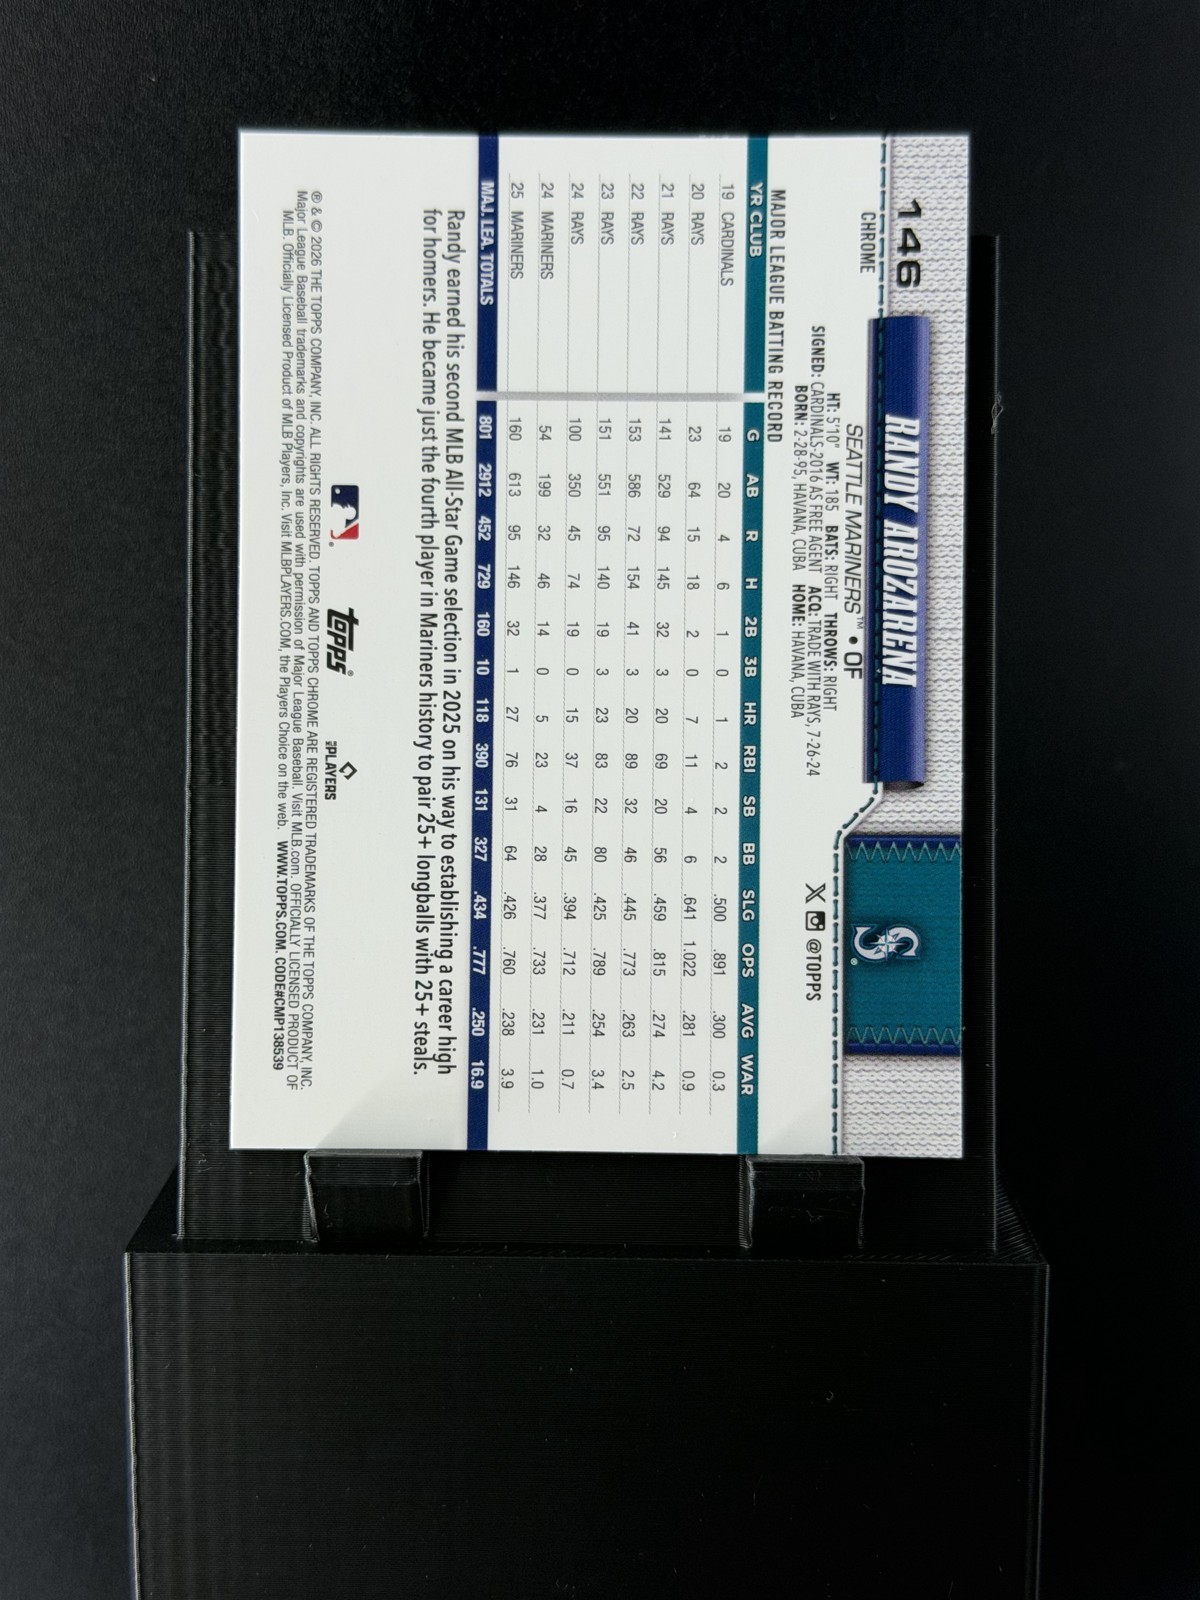 146
CHROME
RANDY AROZARENA
SEATTLE MARINERS™ • OF
HT: 5'10" WT: 185 BATS: RIGHT THROWS: RIGHT
SIGNED: CARDINALS-2016 AS FREE AGENT ACQ: TRADE WITH RAYS, 7-26-24
BORN: 2-28-95, HAVANA, CUBA HOME: HAVANA, CUBA
S
X @TOPPS
MAJOR LEAGUE BATTING RECORD
YR CLUB G AB R H 2B 3B HR RBI SB BB SLG OPS AVG WAR
19 CARDINALS 19 20 4 6 1 0 1 2 2 2 .500 .891 .300 0.3
20 RAYS 23 64 15 18 2 0 7 11 4 6 .641 1.022 .281 0.9
21 RAYS 141 529 94 145 32 3 20 69 20 56 .459 .815 .274 4.2
22 RAYS 153 586 72 154 41 3 20 89 32 46 .445 .773 .263 2.5
23 RAYS 151 551 95 140 19 3 23 83 22 80 .425 .789 .254 3.4
24 RAYS 100 350 45 74 19 0 15 37 16 45 .394 .712 .211 0.7
24 MARINERS 54 199 32 46 14 0 5 23 4 28 .377 .733 .231 1.0
25 MARINERS 160 613 95 146 32 1 27 76 31 64 .426 .760 .238 3.9
MAJ. LEA. TOTALS 801 2912 452 729 160 10 118 390 131 327 .434 .777 .250 16.9
Randy earned his second MLB All-Star Game selection in 2025 on his way to establishing a career high
for homers. He became just the fourth player in Mariners history to pair 25+ longballs with 25+ steals.
topps®
PLAYERS
® & © 2026 THE TOPPS COMPANY, INC. ALL RIGHTS RESERVED. TOPPS AND TOPPS CHROME ARE REGISTERED TRADEMARKS OF THE TOPPS COMPANY, INC.
Major League Baseball trademarks and copyrights are used with permission of Major League Baseball. Visit MLB.com. OFFICIALLY LICENSED PRODUCT OF
MLB. Officially Licensed Product of MLB Players, Inc. Visit MLBPLAYERS.COM, the Players Choice on the web. WWW.TOPPS.COM. CODE#CMP138539